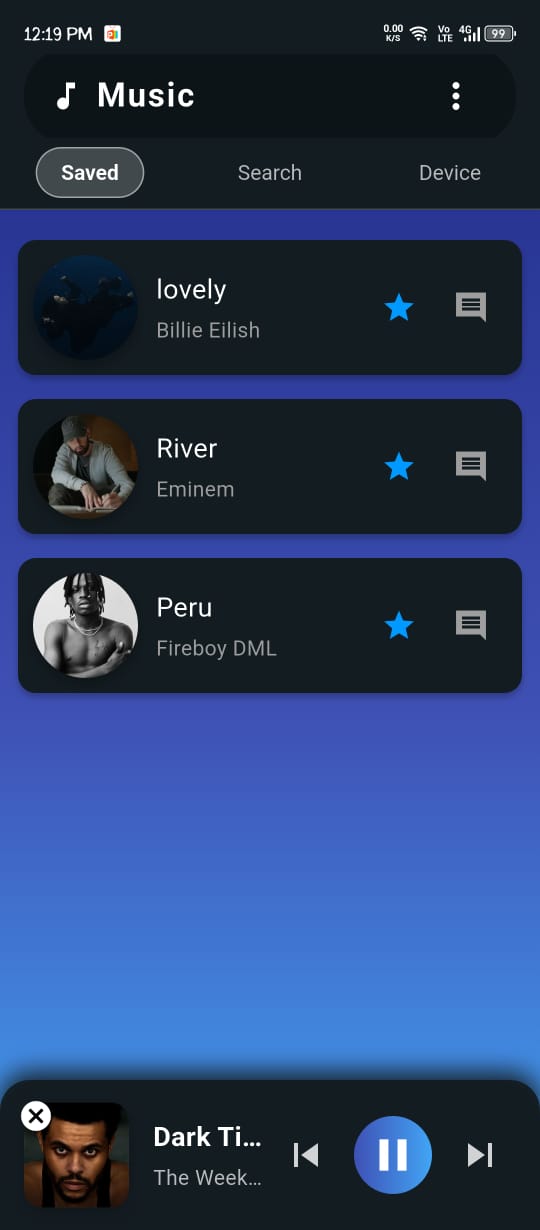 12:19 PM
0.00
K/S
Vo
LTE
4G
99
Music
Saved
Search
Device
lovely
Billie Eilish
River
Eminem
Peru
Fireboy DML
Dark Ti...
The Week...